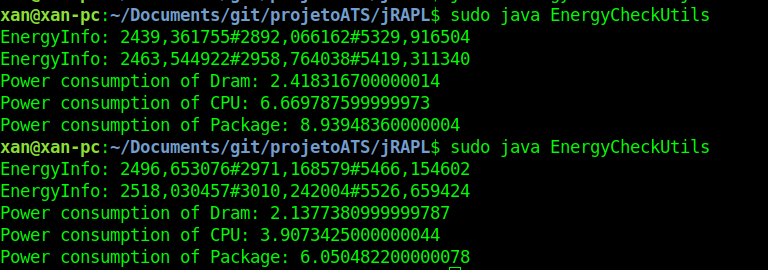 xan@xan-pc:~/Documents/git/projetoATS/jRAPL$ sudo java EnergyCheckUtils
EnergyInfo: 2439,361755#2892,066162#5329,916504
EnergyInfo: 2463,544922#2958,764038#5419,311340
Power consumption of Dram: 2.418316700000014
Power consumption of CPU: 6.669787599999973
Power consumption of Package: 8.93948360000004
xan@xan-pc:~/Documents/git/projetoATS/jRAPL$ sudo java EnergyCheckUtils
EnergyInfo: 2496,653076#2971,168579#5466,154602
EnergyInfo: 2518,030457#3010,242004#5526,659424
Power consumption of Dram: 2.1377380999999787
Power consumption of CPU: 3.9073425000000044
Power consumption of Package: 6.050482200000078